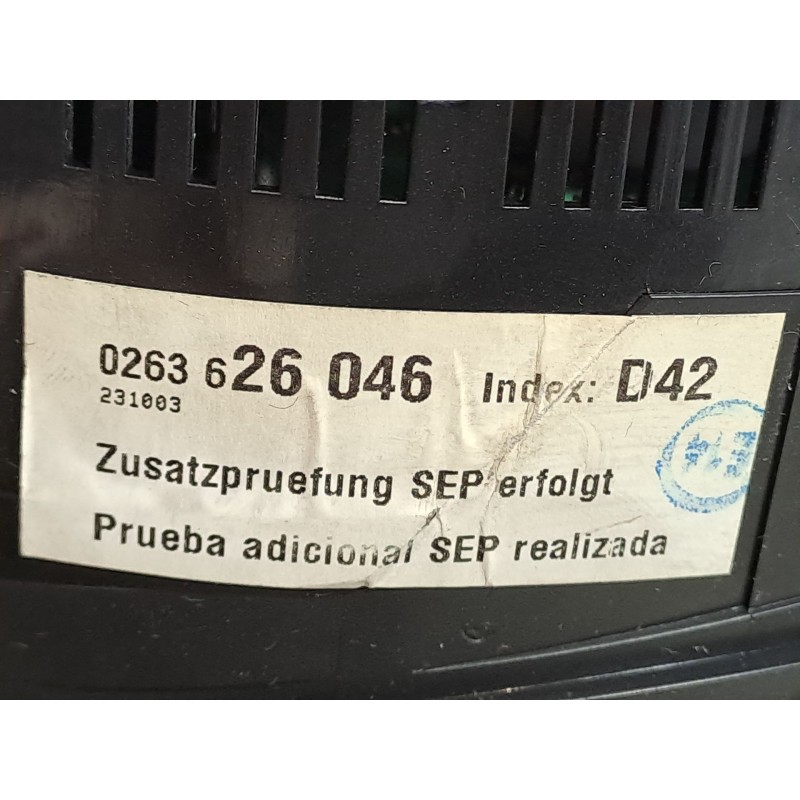 0263 626 046 Index: D42
231003
Zusatzpruefung SEP erfolgt
Prueba adicional SEP realizada